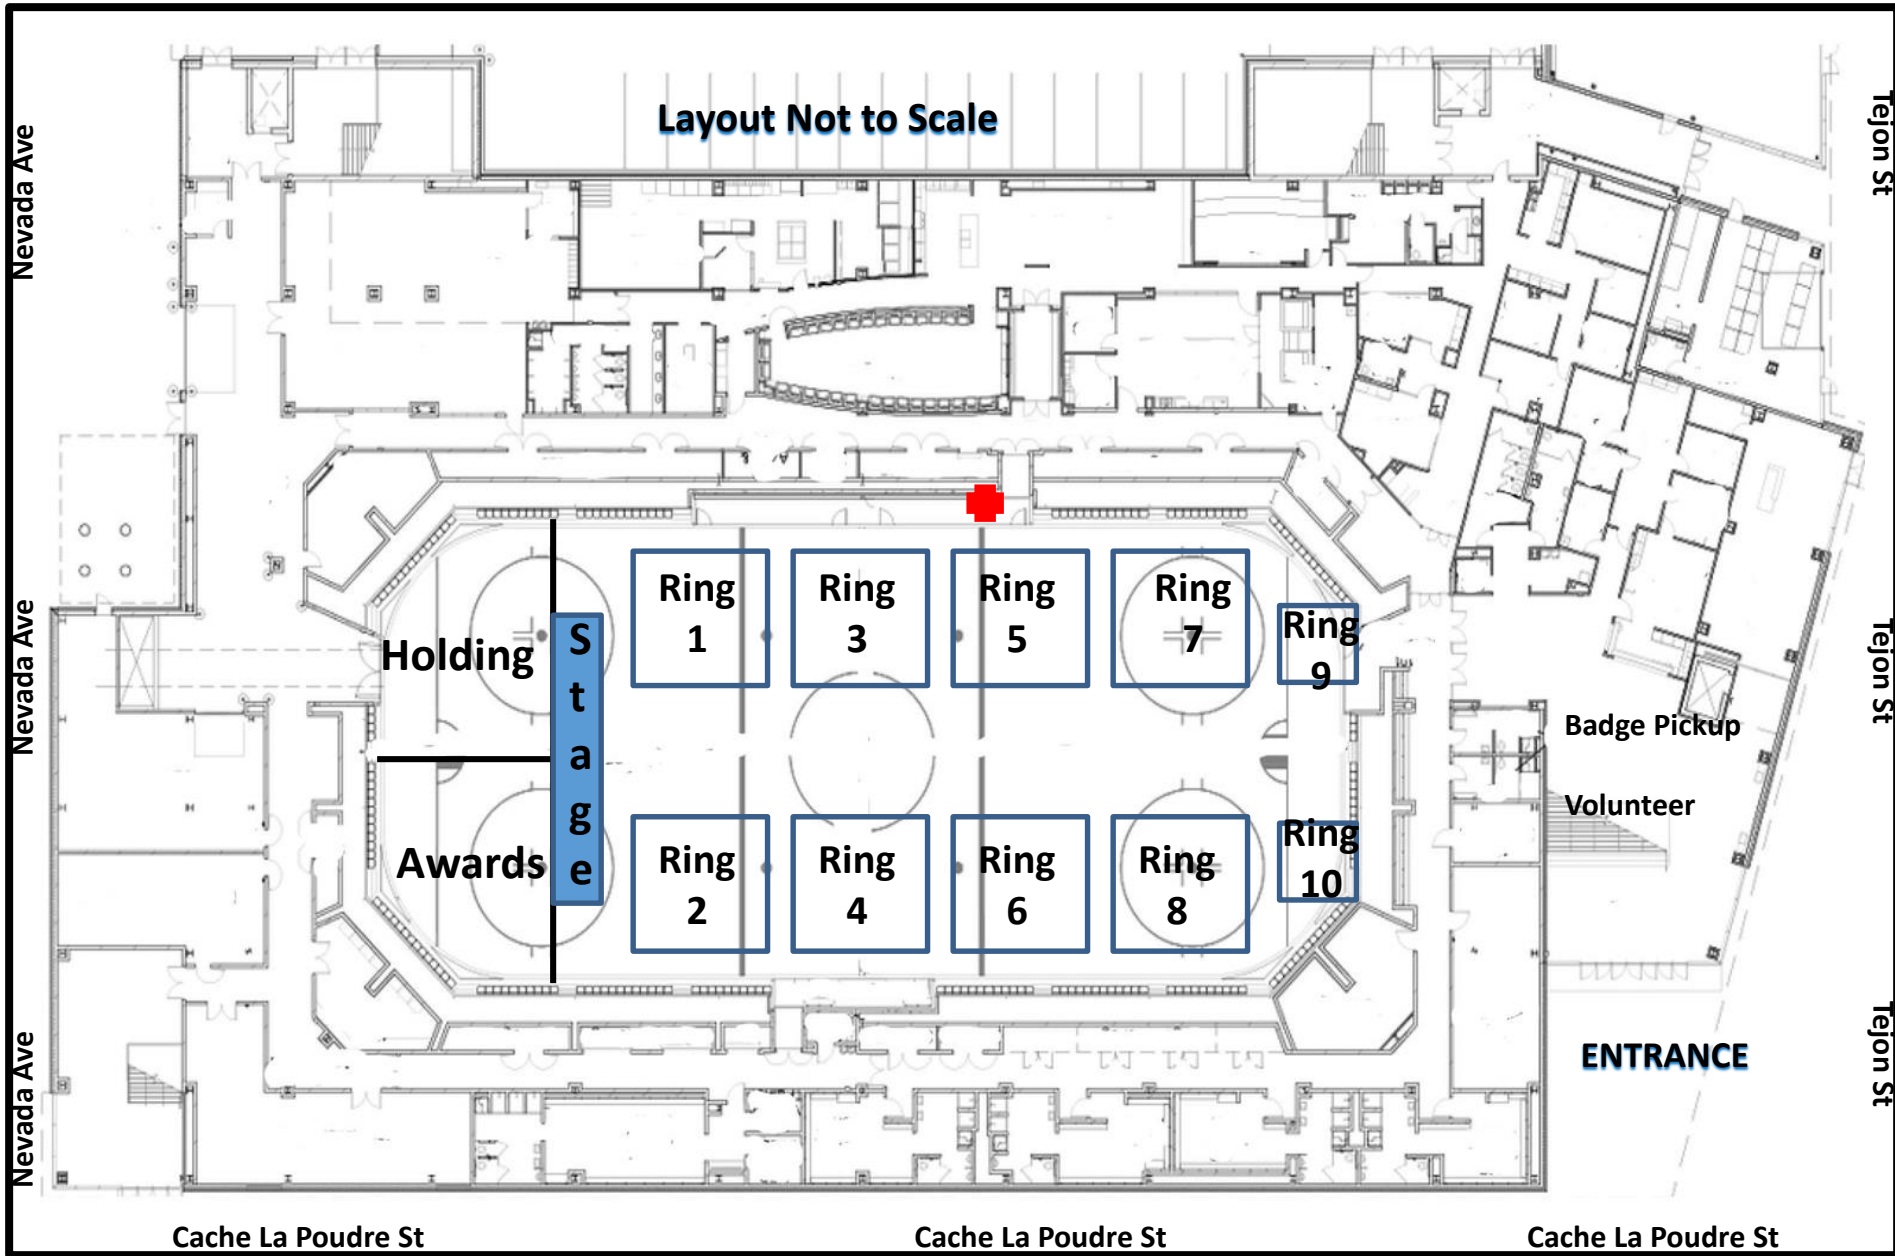 Layout Not to Scale
Nevada Ave
Tejon St
Ring
1
Ring
3
Ring
5
Ring
7
Ring
9
Holding
Stage
Nevada Ave
Tejon St
Badge Pickup
Volunteer
Awards
Ring
2
Ring
4
Ring
6
Ring
8
Ring
10
Nevada Ave
Tejon St
ENTRANCE
Cache La Poudre St
Cache La Poudre St
Cache La Poudre St